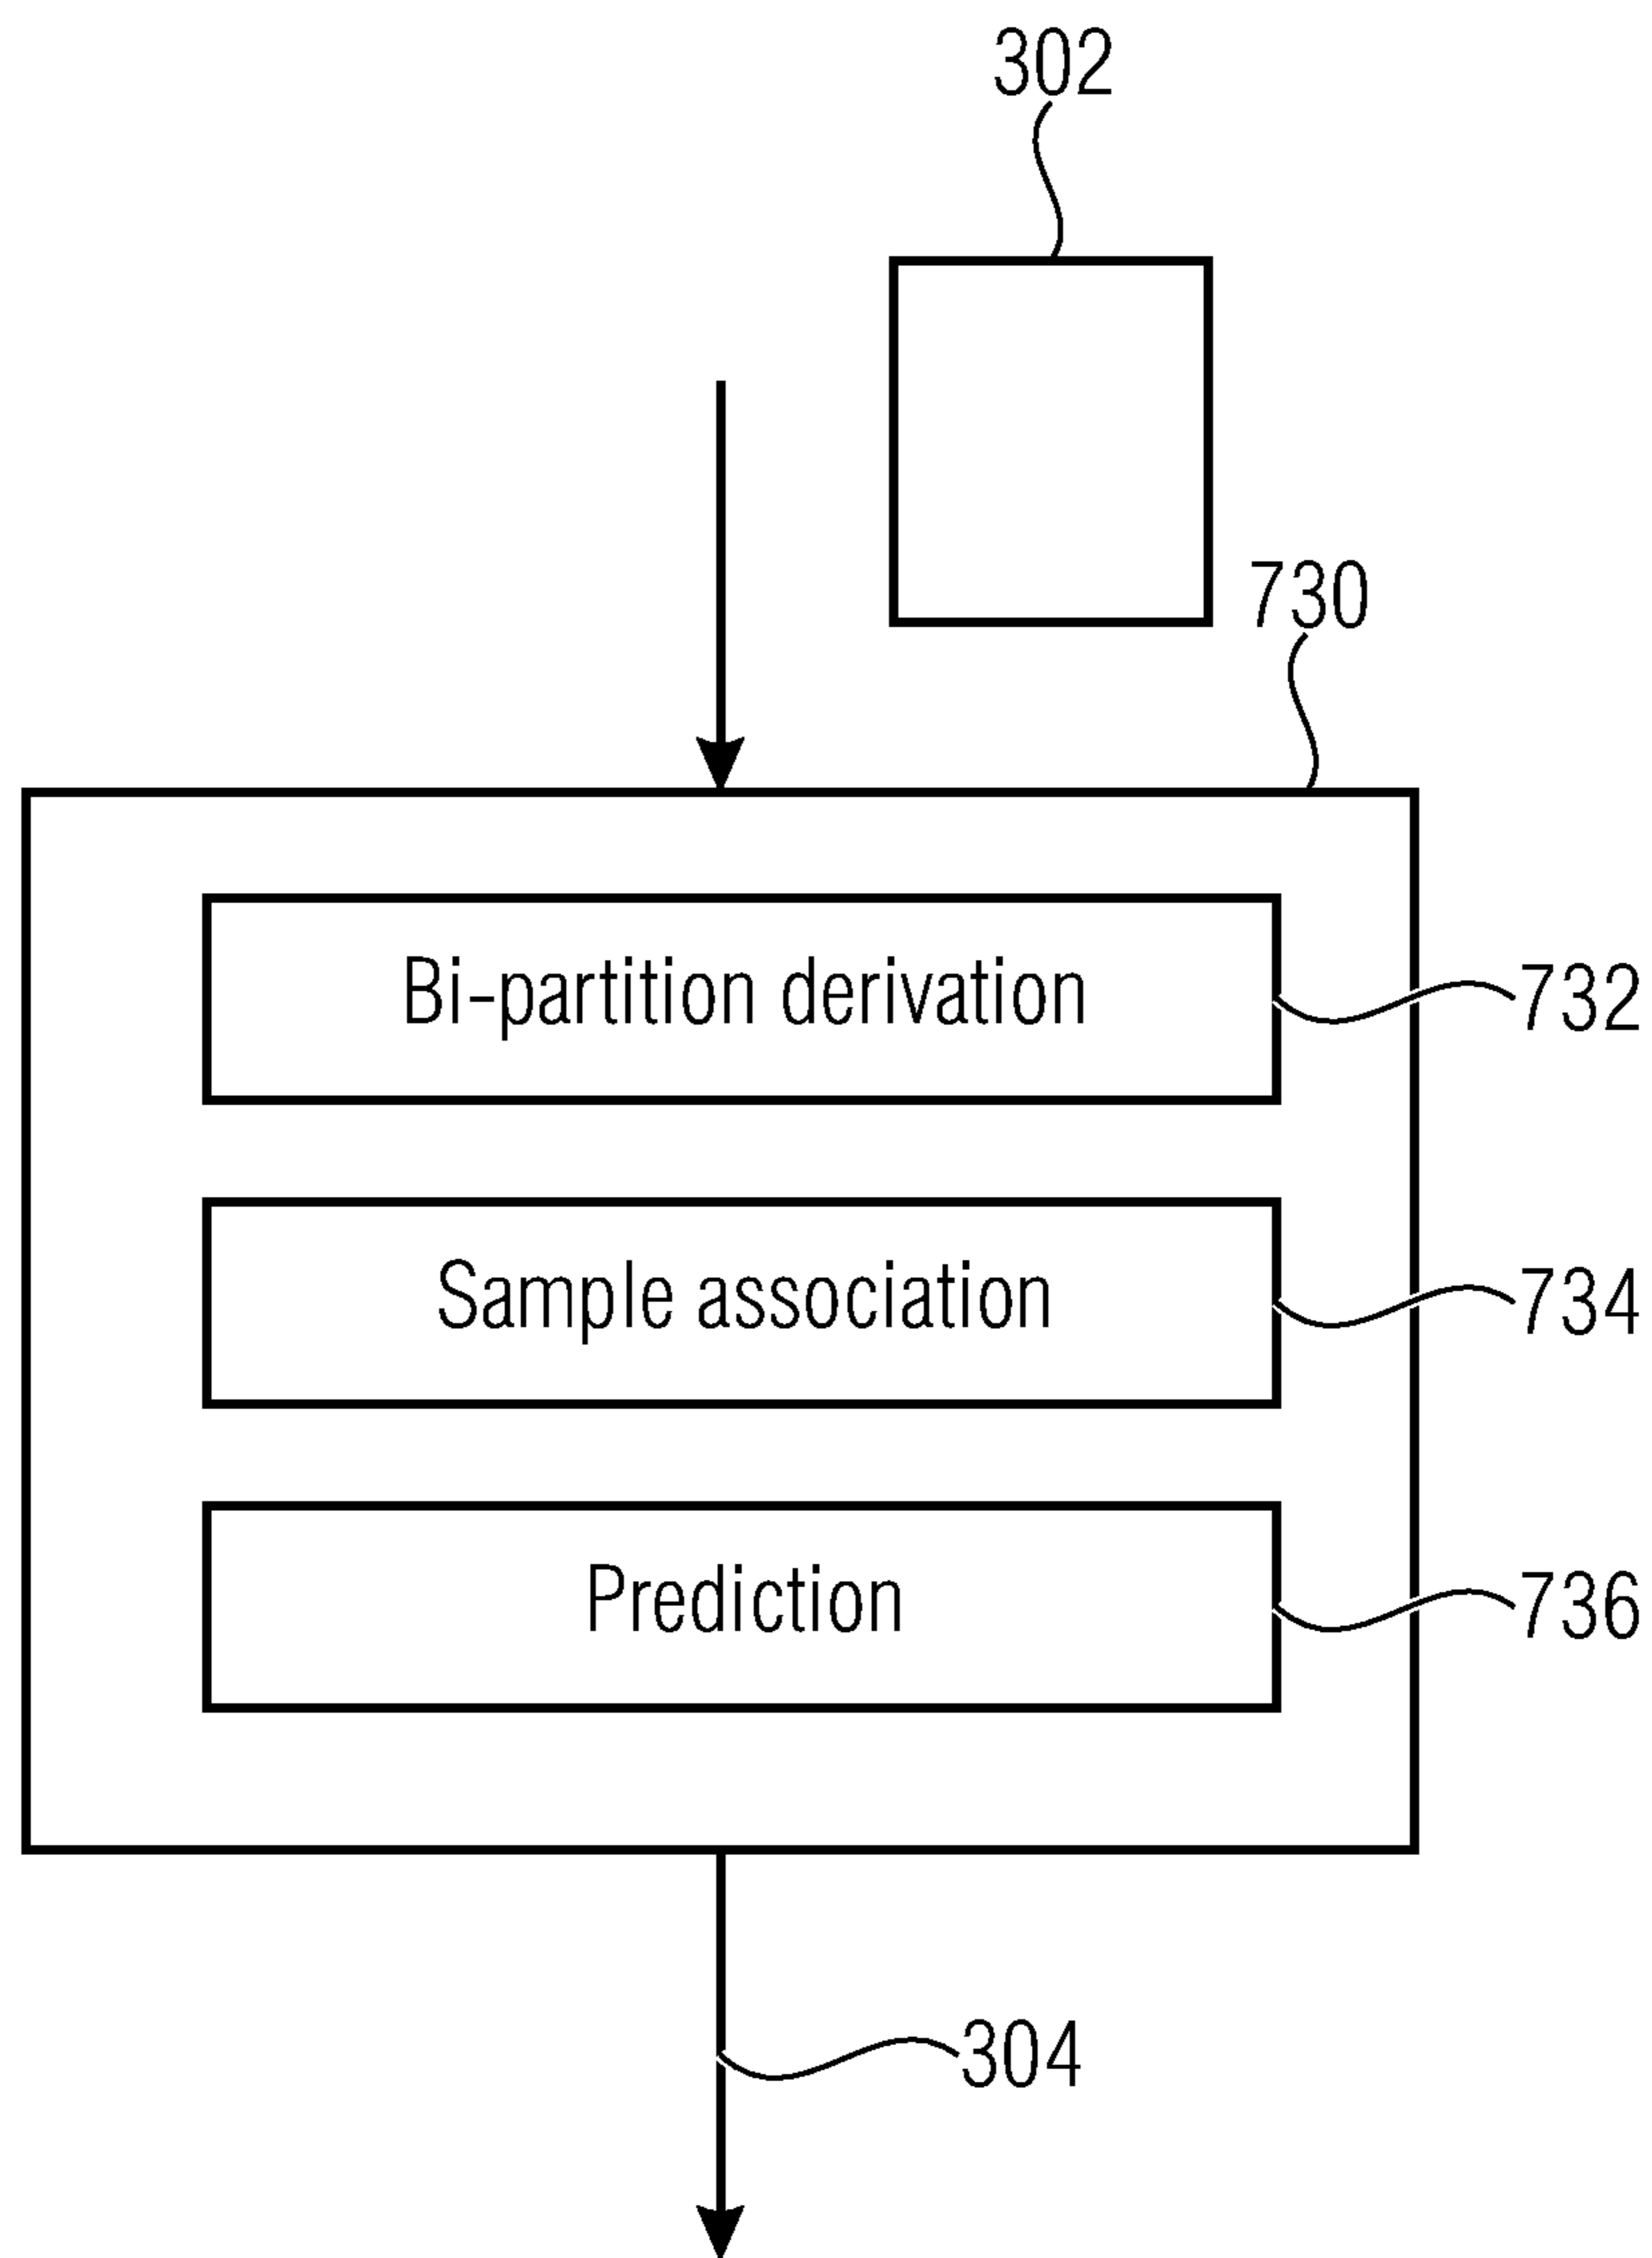 302
730
Bi-partition derivation
732
Sample association
734
Prediction
736
304